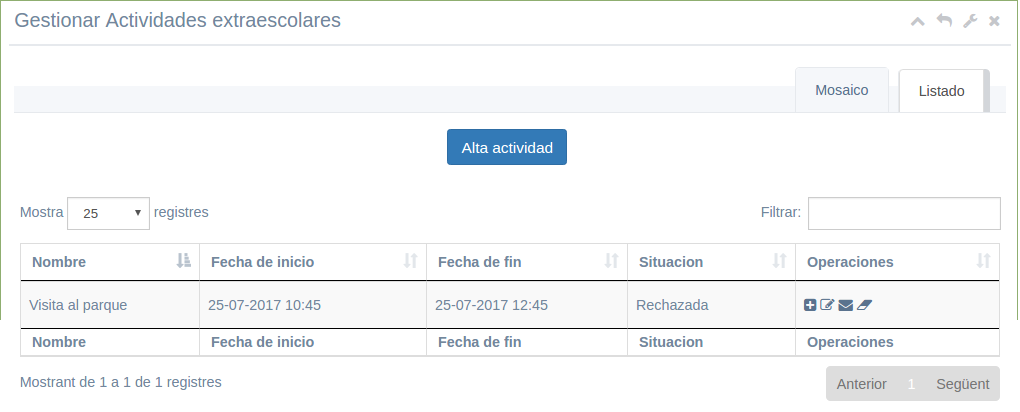 Gestionar Actividades extraescolares
Mosaico Listado
Alta actividad
Mostra 25 registres Filtrar:
Nombre Fecha de inicio Fecha de fin Situacion Operaciones
Visita al parque 25-07-2017 10:45 25-07-2017 12:45 Rechazada
Nombre Fecha de inicio Fecha de fin Situacion Operaciones
Mostrant de 1 a 1 de 1 registres Anterior 1 Següent